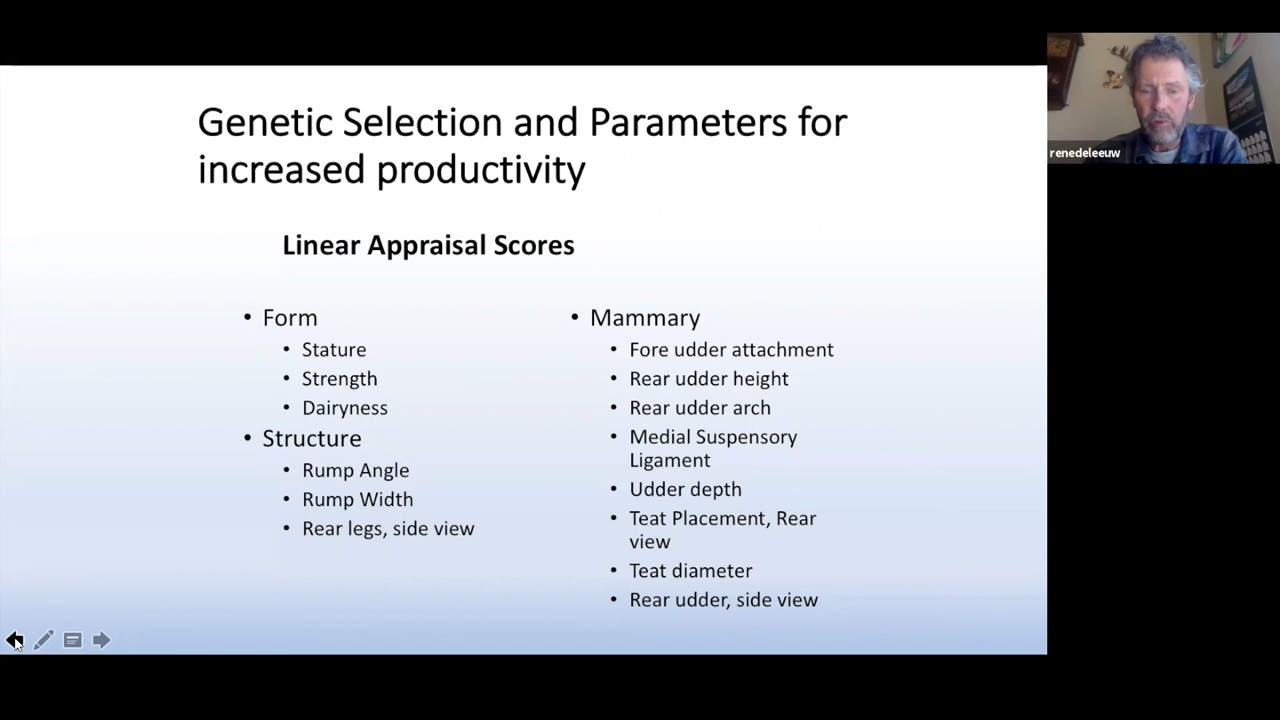 Genetic Selection and Parameters for
increased productivity
Linear Appraisal Scores
• Form
• Stature
• Strength
• Dairyness
• Structure
• Rump Angle
• Rump Width
• Rear legs, side view
• Mammary
• Fore udder attachment
• Rear udder height
• Rear udder arch
• Medial Suspensory
Ligament
• Udder depth
• Teat Placement, Rear
view
• Teat diameter
• Rear udder, side view
renedeleeuw